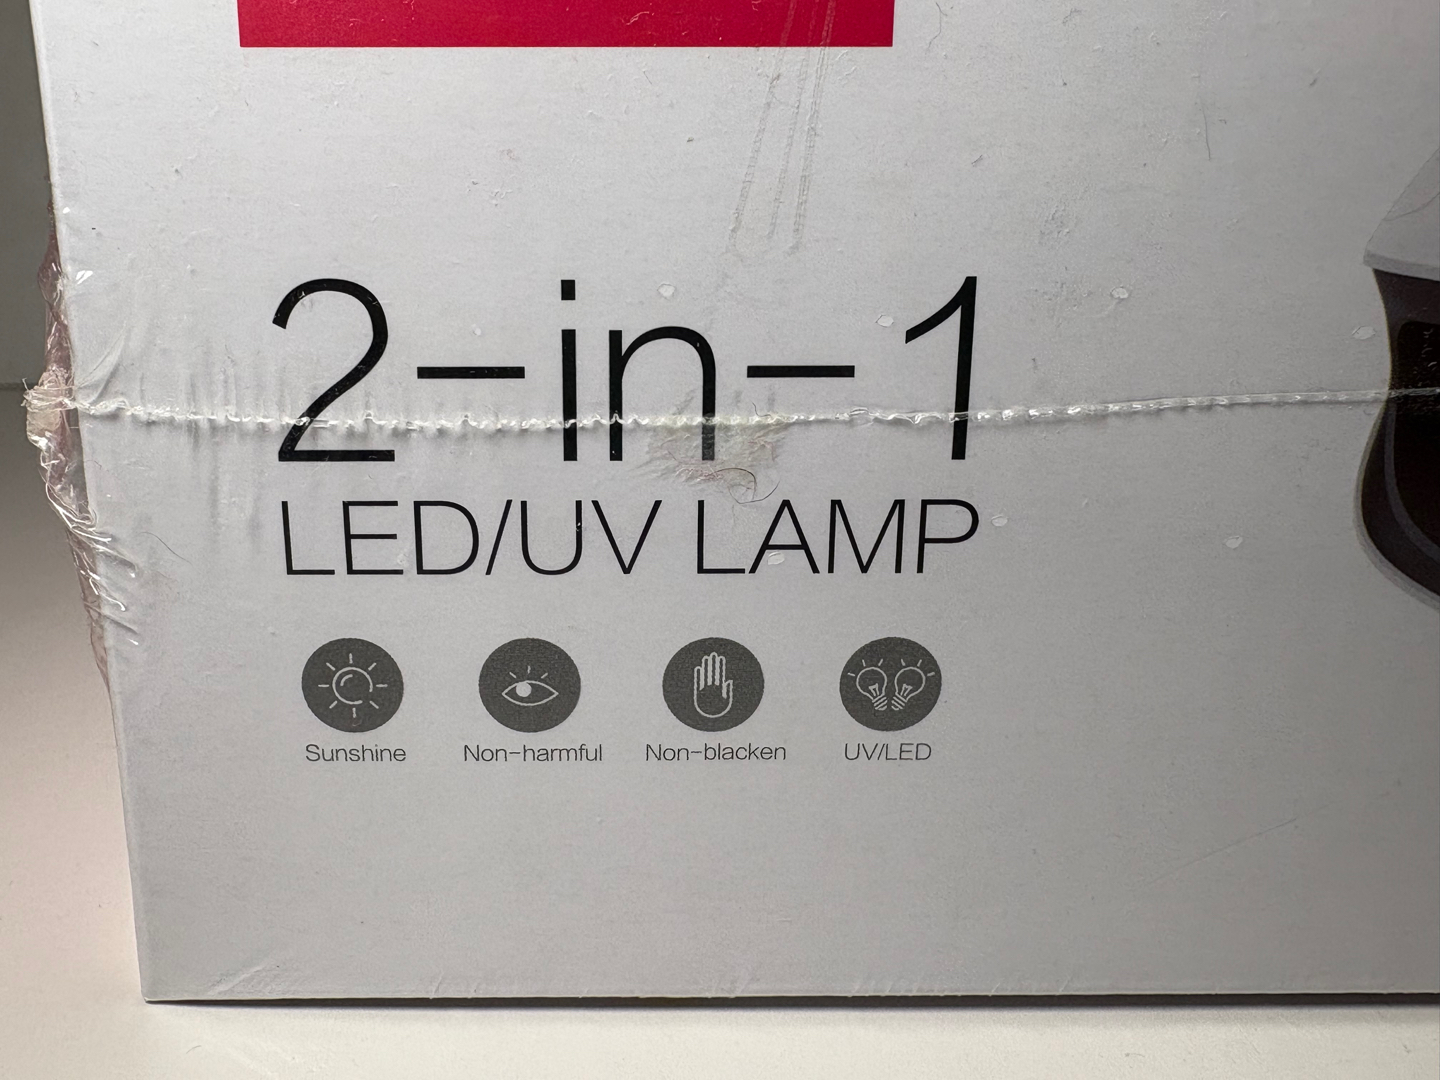 2-in-1
LED/UV LAMP
Sunshine Non-harmful Non-blacken UV/LED